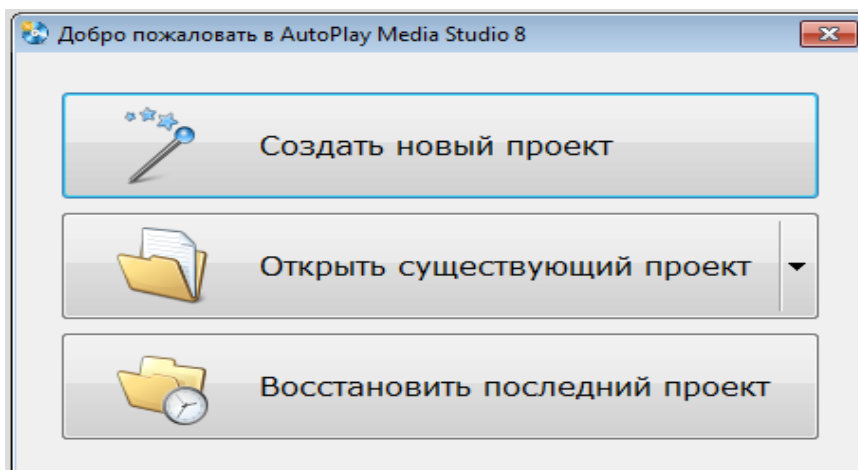 Добро пожаловать в AutoPlay Media Studio 8
Создать новый проект
Открыть существующий проект
Восстановить последний проект